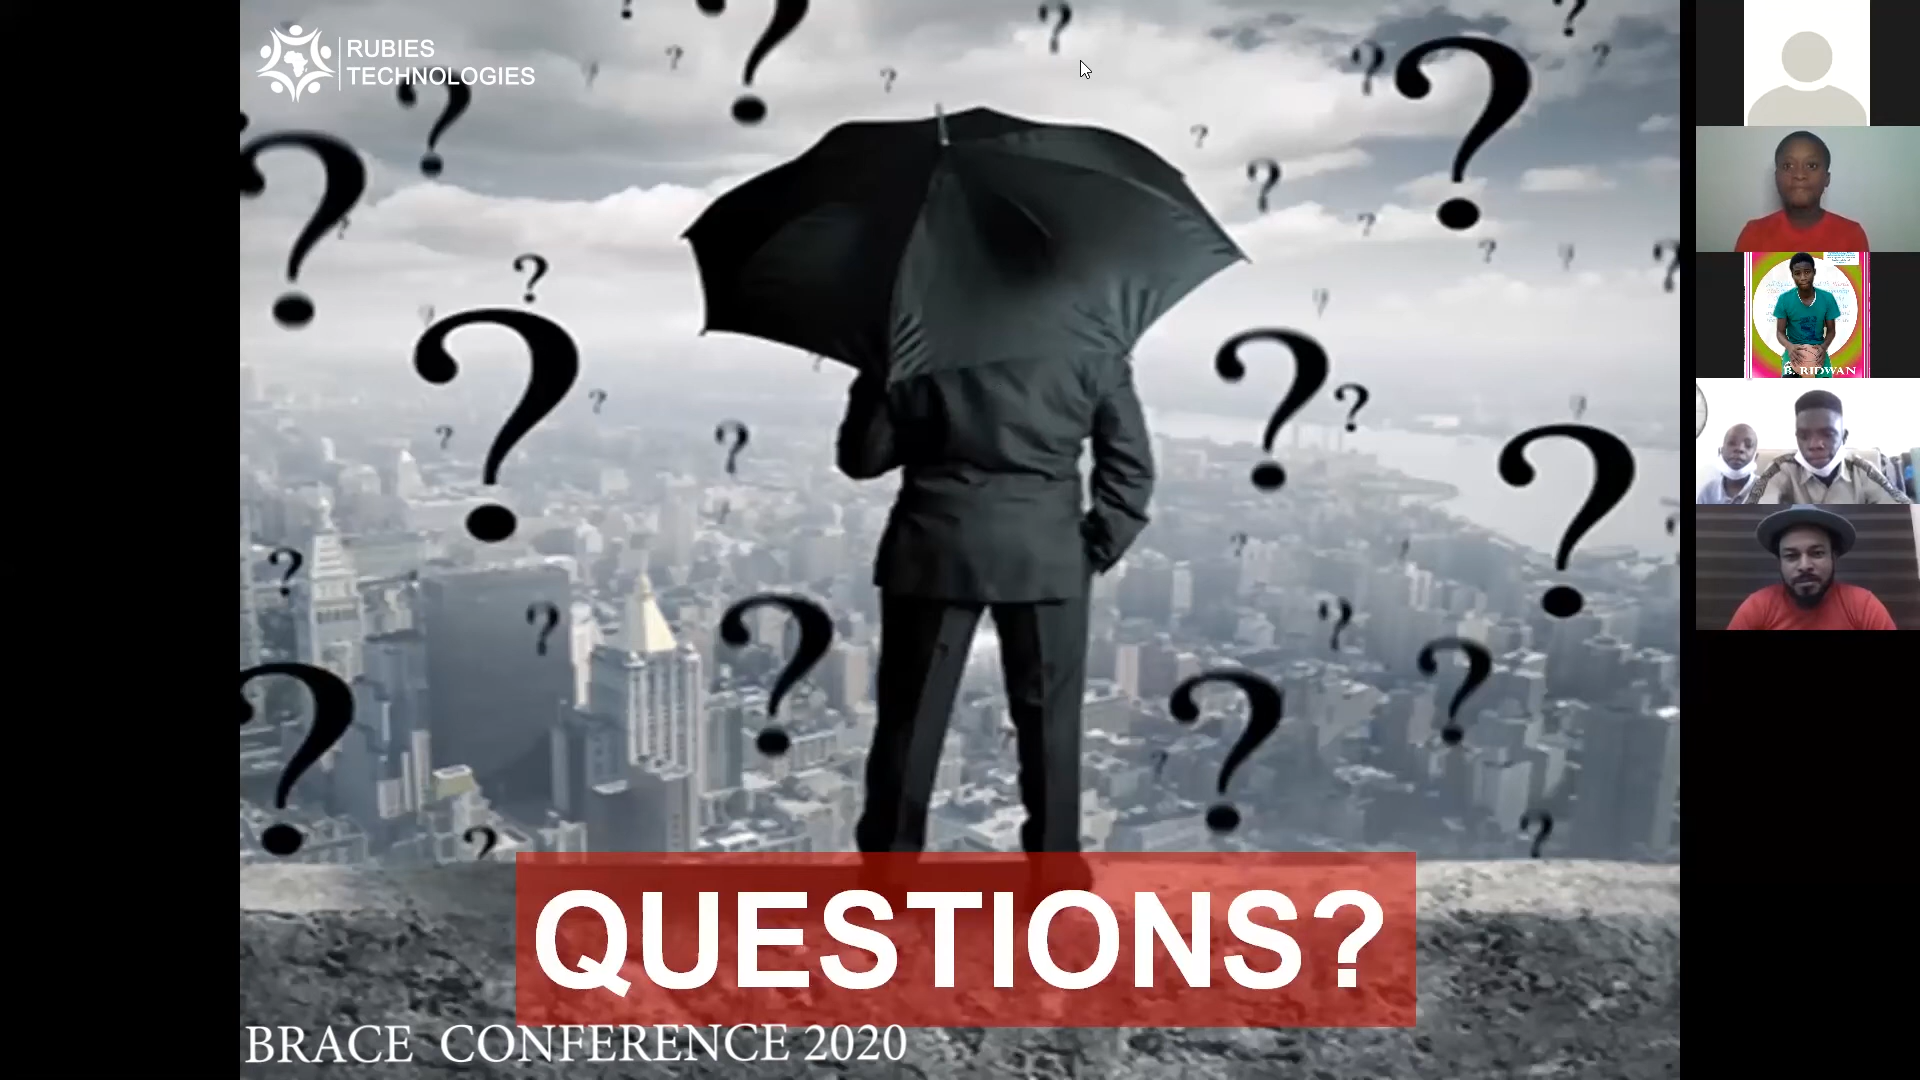 RUBIES
TECHNOLOGIES
QUESTIONS?
BRACE CONFERENCE 2020
B. RIDWAN